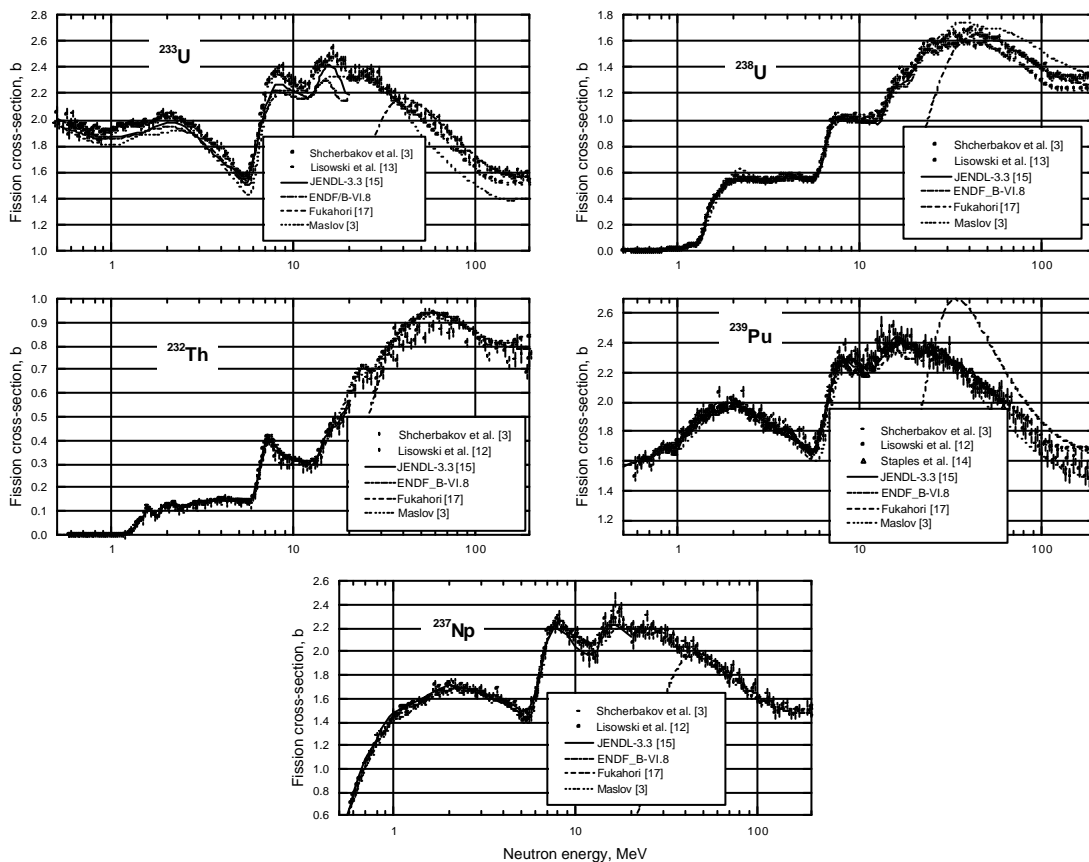 Fission cross-section, b
2.8
2.6
2.4
2.2
2.0
1.8
1.6
1.4
1.2
1.0
233U
Shcherbakov et al. [3]
Lisowski et al. [13]
JENDL-3.3 [15]
ENDF/B-VI.8
Fukahori [17]
Maslov [3]
1 10 100
Fission cross-section, b
1.8
1.6
1.4
1.2
1.0
0.8
0.6
0.4
0.2
0.0
238U
Shcherbakov et al. [3]
Lisowski et al. [13]
JENDL-3.3 [15]
ENDF_B-VI.8
Fukahori [17]
Maslov [3]
1 10 100
Fission cross-section, b
1.0
0.9
0.8
0.7
0.6
0.5
0.4
0.3
0.2
0.1
0.0
232Th
Shcherbakov et al. [3]
Lisowski et al. [12]
JENDL-3.3 [15]
ENDF_B-VI.8
Fukahori [17]
Maslov [3]
1 10 100
Fission cross-section, b
2.6
2.4
2.2
2.0
1.8
1.6
1.4
1.2
239Pu
Shcherbakov et al. [3]
Lisowski et al. [12]
Staples et al. [14]
JENDL-3.3 [15]
ENDF_B-VI.8
Fukahori [17]
Maslov [3]
1 10 100
Fission cross-section, b
2.6
2.4
2.2
2.0
1.8
1.6
1.4
1.2
1.0
0.8
0.6
237Np
Shcherbakov et al. [3]
Lisowski et al. [12]
JENDL-3.3 [15]
ENDF_B-VI.8
Fukahori [17]
Maslov [3]
1 10 100
Neutron energy, MeV